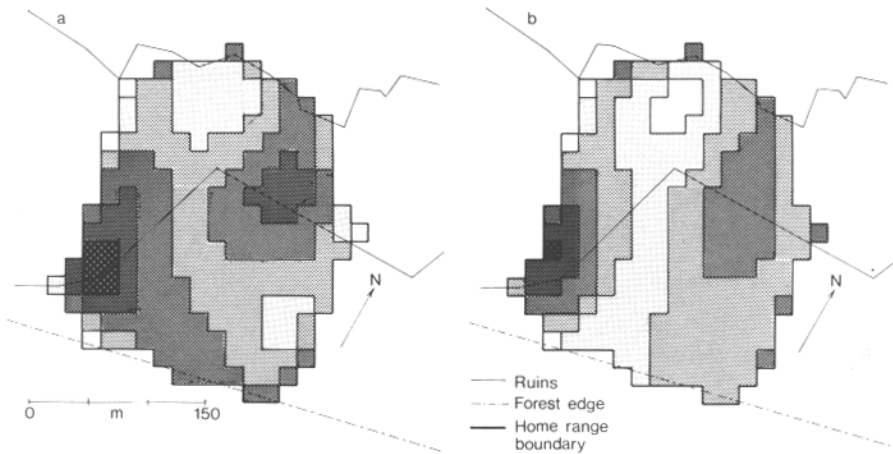 a
b
N
N
0 m 150
Ruins
Forest edge
Home range
boundary